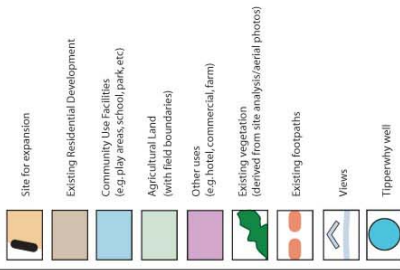 Site for expansion
Existing Residential Development
Community Use Facilities
(e.g. play areas, school, park, etc)
Agricultural Land
(with field boundaries)
Other uses
(e.g. hotel, commercial, farm)
Existing vegetation
(derived from site analysis/aerial photos)
Existing footpaths
Views
Tipperwhy well